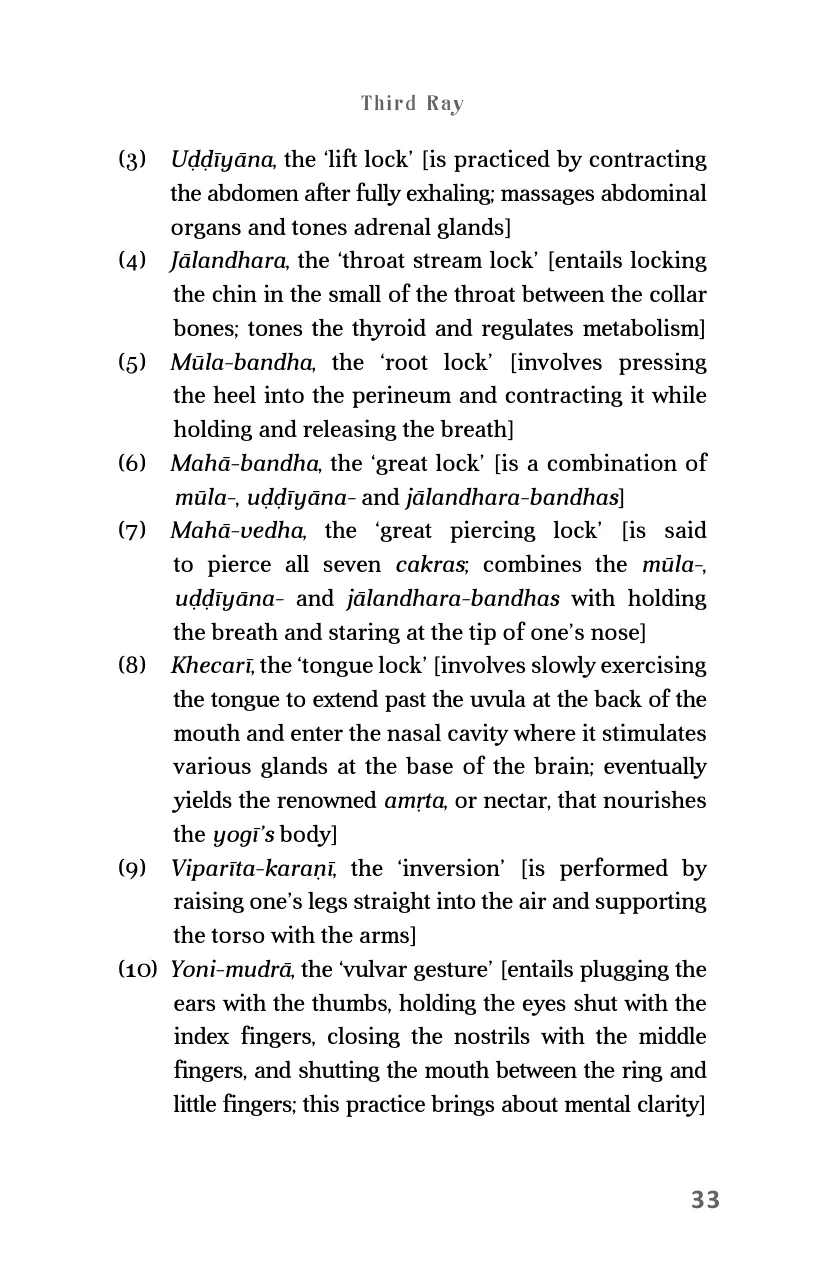 Third Ray
(3) Uḍḍīyāna, the ‘lift lock’ [is practiced by contracting
the abdomen after fully exhaling; massages abdominal
organs and tones adrenal glands]
(4) Jālandhara, the ‘throat stream lock’ [entails locking
the chin in the small of the throat between the collar
bones; tones the thyroid and regulates metabolism]
(5) Mūla-bandha, the ‘root lock’ [involves pressing
the heel into the perineum and contracting it while
holding and releasing the breath]
(6) Mahā-bandha, the ‘great lock’ [is a combination of
mūla-, uḍḍīyāna- and jālandhara-bandhas]
(7) Mahā-vedha, the ‘great piercing lock’ [is said
to pierce all seven cakras; combines the mūla-,
uḍḍīyāna- and jālandhara-bandhas with holding
the breath and staring at the tip of one’s nose]
(8) Khecarī, the ‘tongue lock’ [involves slowly exercising
the tongue to extend past the uvula at the back of the
mouth and enter the nasal cavity where it stimulates
various glands at the base of the brain; eventually
yields the renowned amṛta, or nectar, that nourishes
the yogī’s body]
(9) Viparīta-karaṇī, the ‘inversion’ [is performed by
raising one’s legs straight into the air and supporting
the torso with the arms]
(10) Yoni-mudrā, the ‘vulvar gesture’ [entails plugging the
ears with the thumbs, holding the eyes shut with the
index fingers, closing the nostrils with the middle
fingers, and shutting the mouth between the ring and
little fingers; this practice brings about mental clarity]
33